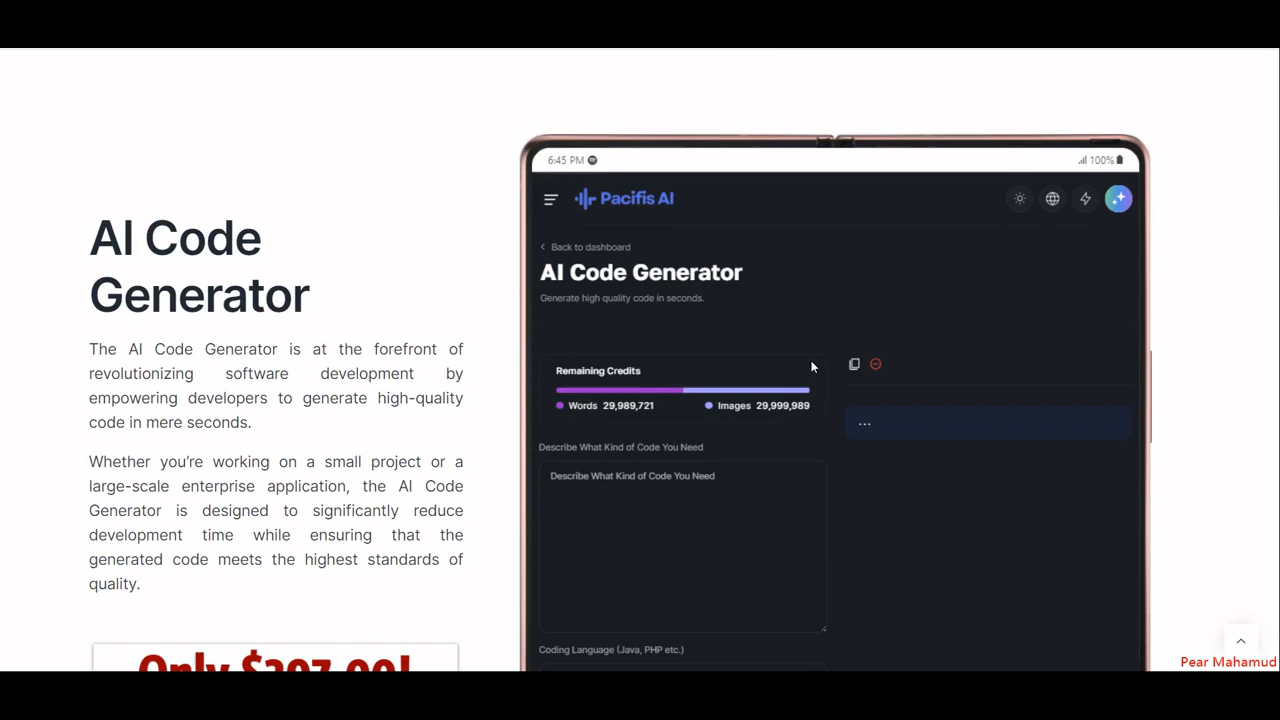 AI Code
Generator
The AI Code Generator is at the forefront of
revolutionizing software development by
empowering developers to generate high-quality
code in mere seconds.
Whether you’re working on a small project or a
large-scale enterprise application, the AI Code
Generator is designed to significantly reduce
development time while ensuring that the
generated code meets the highest standards of
quality.
6:45 PM
100%
Pacifis AI
Back to dashboard
AI Code Generator
Generate high quality code in seconds.
Remaining Credits
Words 29,989,721
Images 29,999,989
...
Describe What Kind of Code You Need
Describe What Kind of Code You Need
Coding Language (Java, PHP etc.)
Pear Mahamud